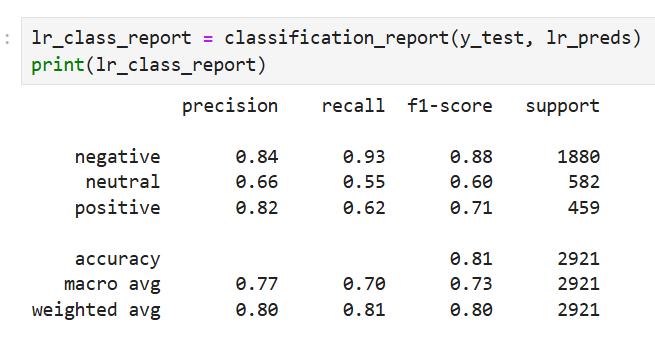 :
lr_class_report = classification_report(y_test, lr_preds)
print(lr_class_report)
precision recall f1-score support
negative 0.84 0.93 0.88 1880
neutral 0.66 0.55 0.60 582
positive 0.82 0.62 0.71 459
accuracy 0.81 2921
macro avg 0.77 0.70 0.73 2921
weighted avg 0.80 0.81 0.80 2921